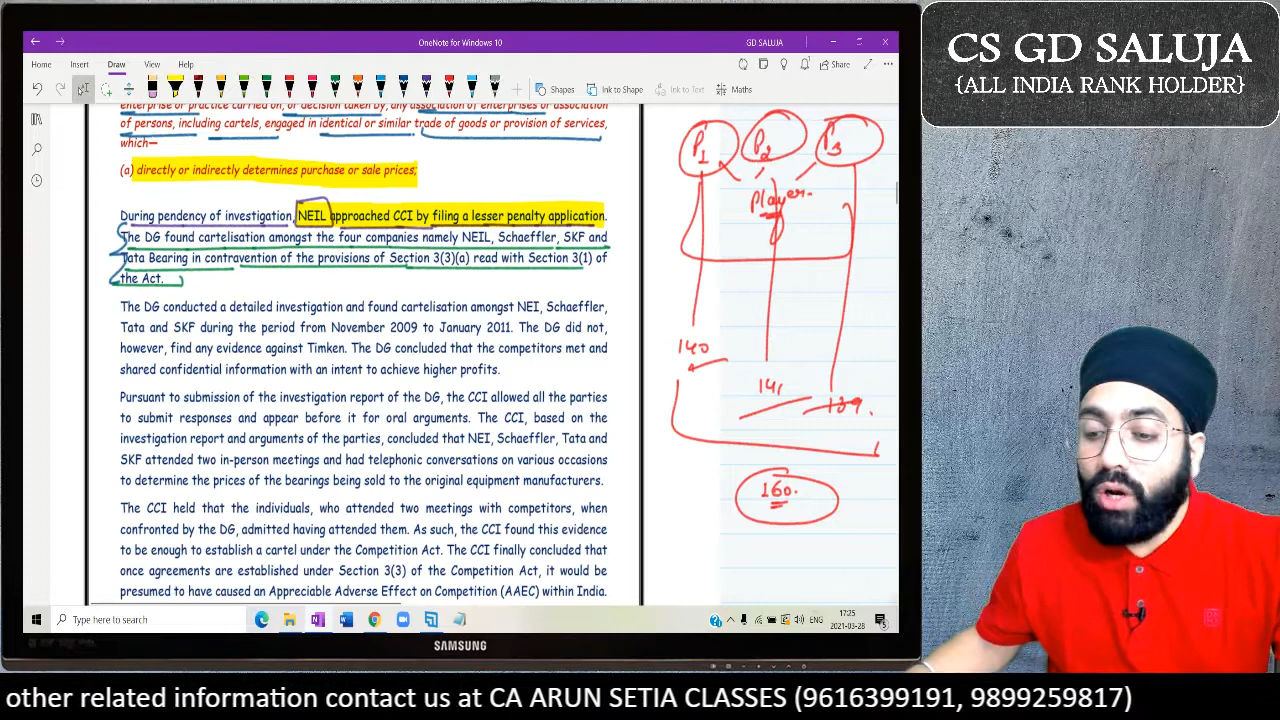 OneNote for Windows 10
GD SALUJA
Home Insert Draw View Help
Shapes Ink to Shape Ink to Text Maths Share
enterprise or practice carried on, or decision taken by, any association of enterprises or association
of persons, including cartels, engaged in identical or similar trade of goods or provision of services,
which—
(a) directly or indirectly determines purchase or sale prices;
During pendency of investigation, NEIL approached CCI by filing a lesser penalty application.
The DG found cartelisation amongst the four companies namely NEIL, Schaeffler, SKF and
Tata Bearing in contravention of the provisions of Section 3(3)(a) read with Section 3(1) of
the Act.
The DG conducted a detailed investigation and found cartelisation amongst NEI, Schaeffler,
Tata and SKF during the period from November 2009 to January 2011. The DG did not,
however, find any evidence against Timken. The DG concluded that the competitors met and
shared confidential information with an intent to achieve higher profits.
Pursuant to submission of the investigation report of the DG, the CCI allowed all the parties
to submit responses and appear before it for oral arguments. The CCI, based on the
investigation report and arguments of the parties, concluded that NEI, Schaeffler, Tata and
SKF attended two in-person meetings and had telephonic conversations on various occasions
to determine the prices of the bearings being sold to the original equipment manufacturers.
The CCI held that the individuals, who attended two meetings with competitors, when
confronted by the DG, admitted having attended them. As such, the CCI found this evidence
to be enough to establish a cartel under the Competition Act. The CCI finally concluded that
once agreements are established under Section 3(3) of the Competition Act, it would be
presumed to have caused an Appreciable Adverse Effect on Competition (AAEC) within India.
P1 P2 P3
Player.
140
141
139.
160.
Type here to search
ENG
17:25
2021-03-28
SAMSUNG
CS GD SALUJA
{ALL INDIA RANK HOLDER}
other related information contact us at CA ARUN SETIA CLASSES (9616399191, 9899259817)